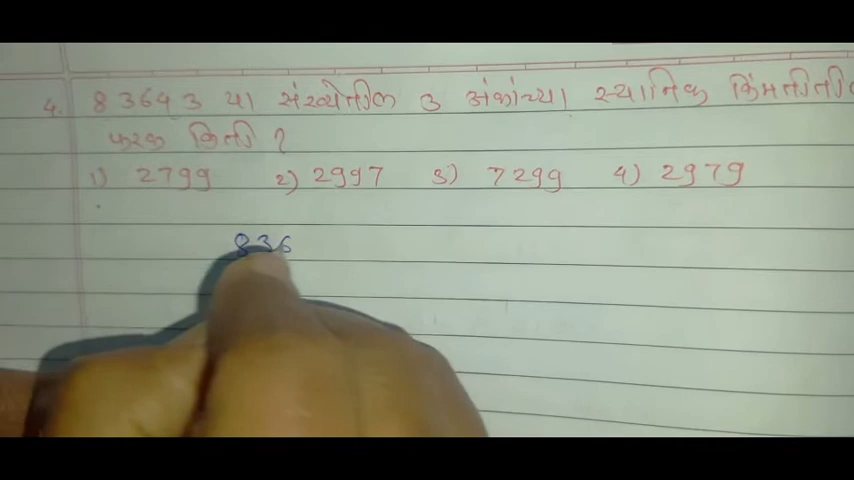 4. 83643 या संख्येतील 3 अंकांच्या स्थानिक किंमतीतील
फरक किती ?
1) 2799 2) 2997 3) 7299 4) 2979
836